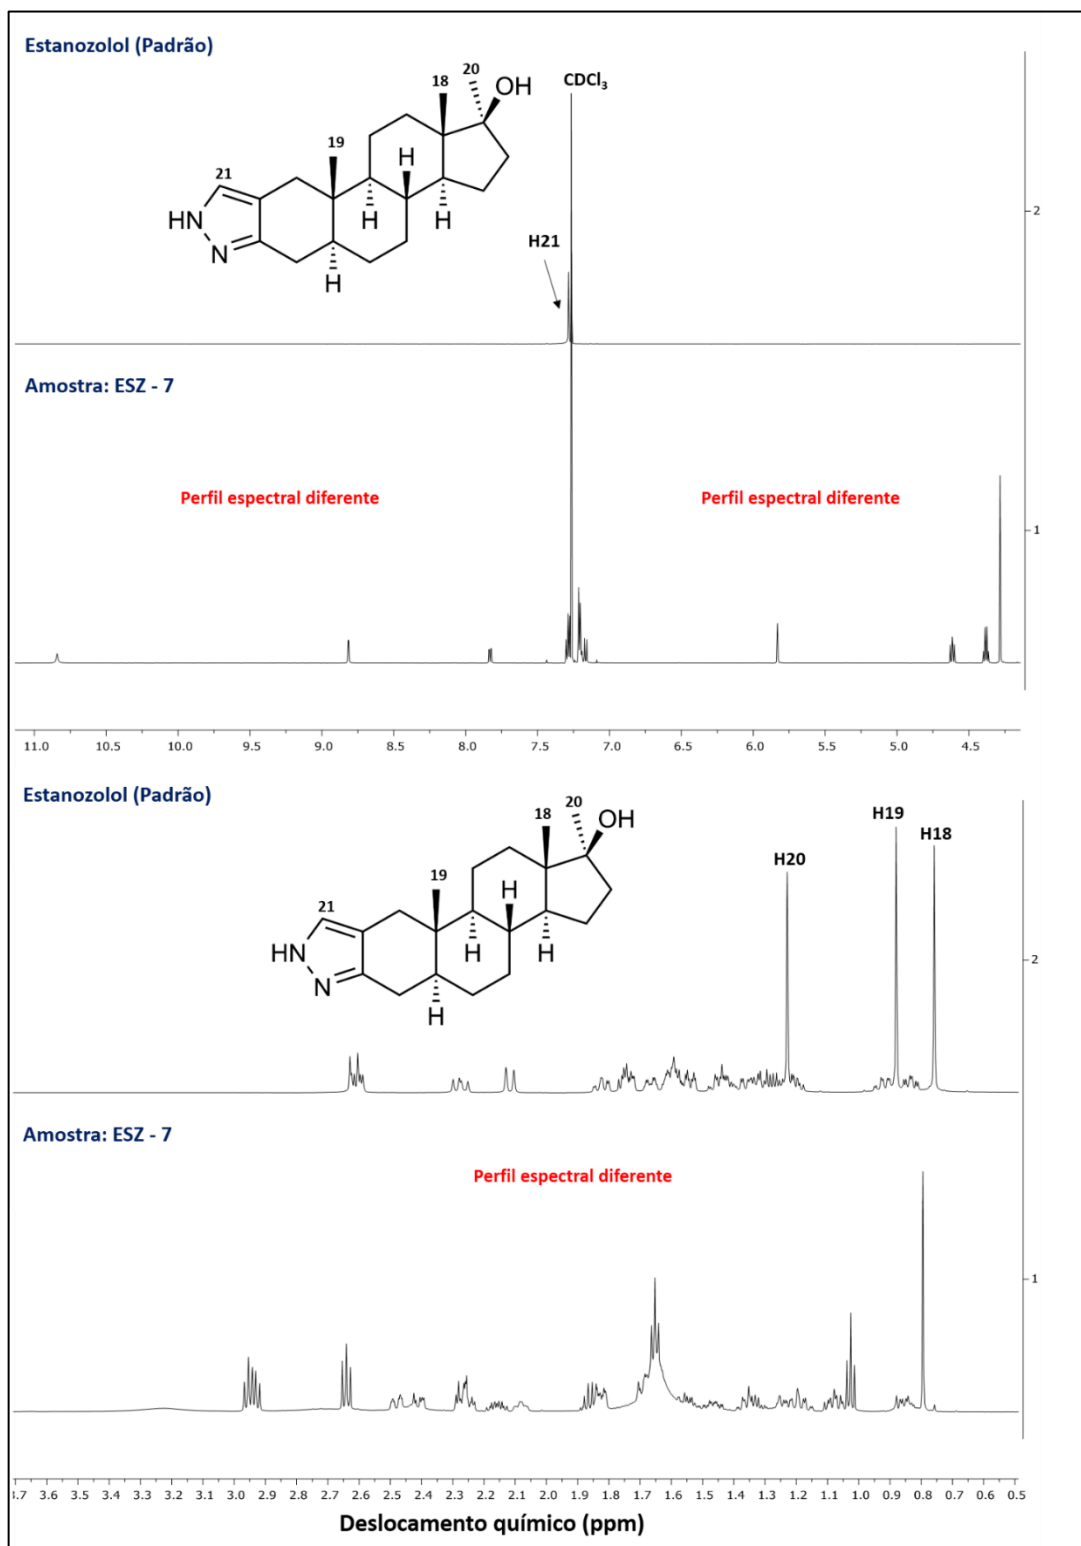 Estanozolol (Padrão)
20
18
OH
CDCl3
19
H
21
HN
N
H
H
H
H21
2
Amostra: ESZ - 7
Perfil espectral diferente
Perfil espectral diferente
1
11.0 10.5 10.0 9.5 9.0 8.5 8.0 7.5 7.0 6.5 6.0 5.5 5.0 4.5
Estanozolol (Padrão)
20
18
OH
H20
H19
H18
19
H
21
HN
N
H
H
H
2
Amostra: ESZ - 7
Perfil espectral diferente
1
.7 3.6 3.5 3.4 3.3 3.2 3.1 3.0 2.9 2.8 2.7 2.6 2.5 2.4 2.3 2.2 2.1 2.0 1.9 1.8 1.7 1.6 1.5 1.4 1.3 1.2 1.1 1.0 0.9 0.8 0.7 0.6 0.5
Deslocamento químico (ppm)